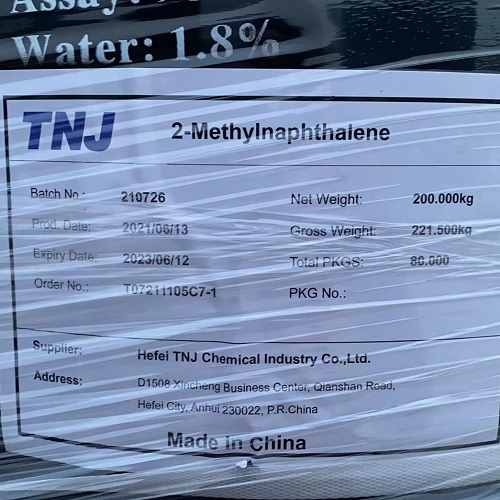 Assay:
Water: 1.8%
TNJ 2-Methylnaphthalene
Batch No.: 210726 Net Weight: 200.000kg
Prod. Date: 2021/06/13 Gross Weight: 221.500kg
Expiry Date: 2023/06/12 Total PKGS: 80.000
Order No.: T07211105C7-1 PKG No.:
Supplier: Hefei TNJ Chemical Industry Co.,Ltd.
Address: D1508 Xincheng Business Center, Qianshan Road,
Hefei City, Anhui 230022, P.R.China
Made in China